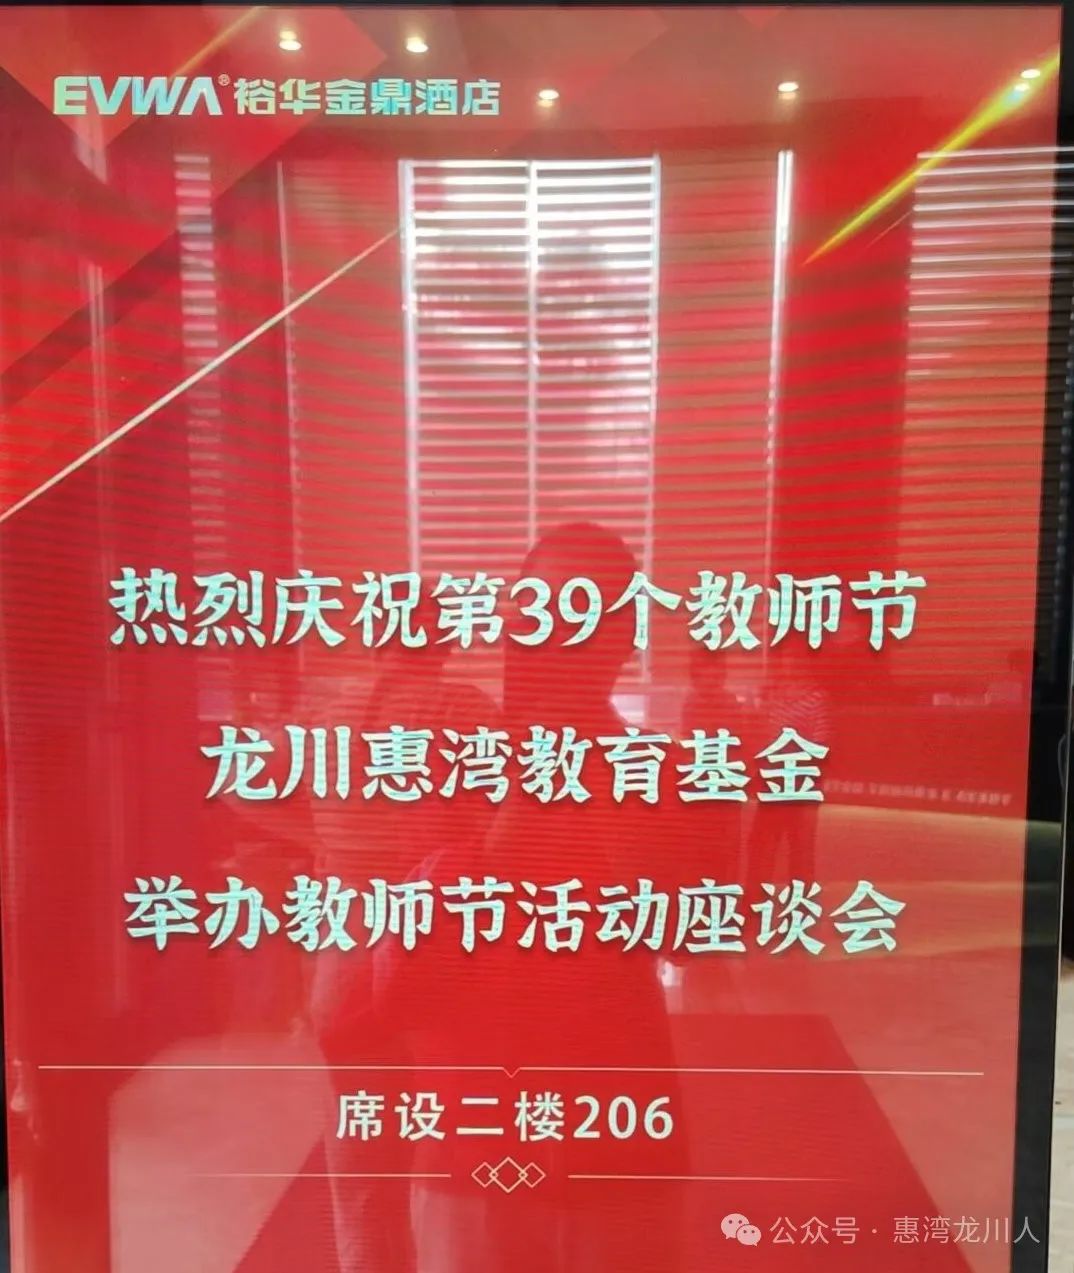 EVWA®裕华金鼎酒店
热烈庆祝第39个教师节
龙川惠湾教育基金
举办教师节活动座谈会
席设二楼206
公众号·惠湾龙川人